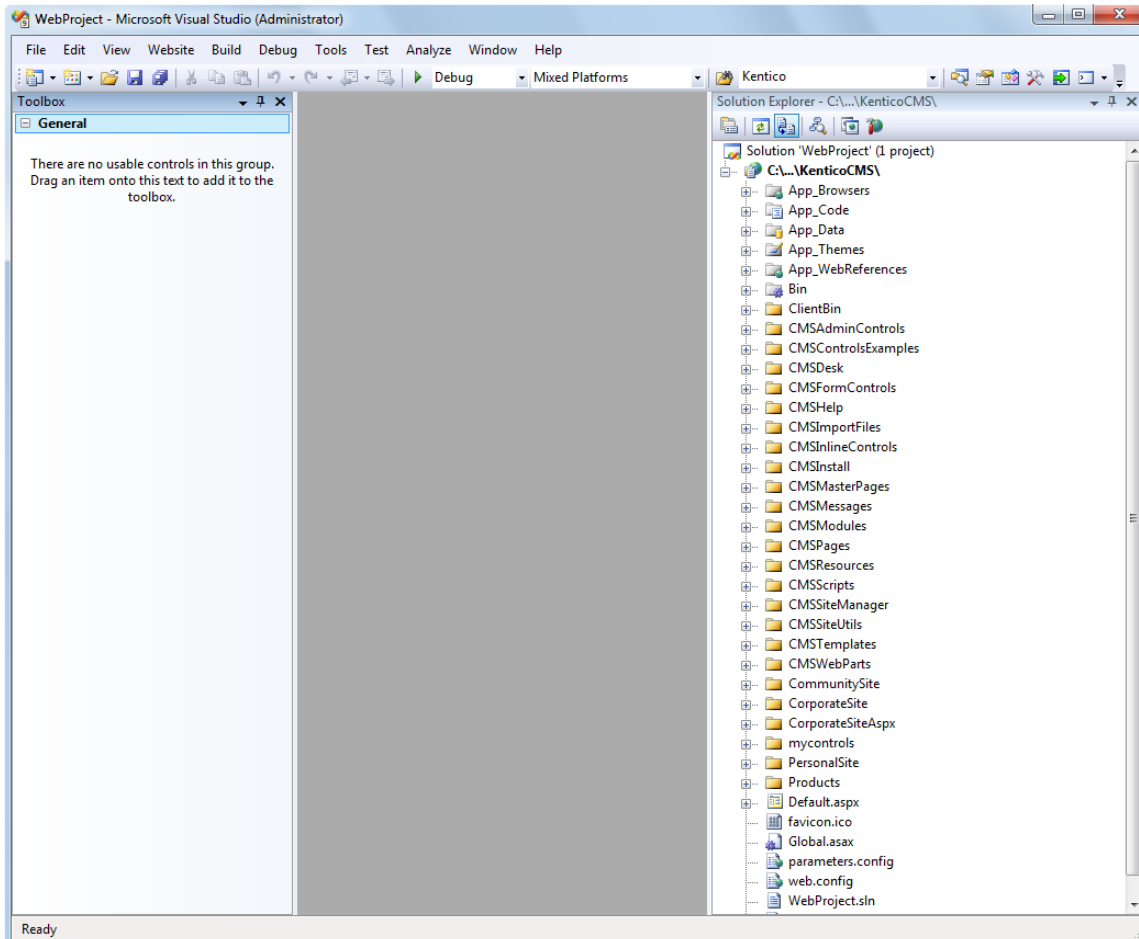 WebProject - Microsoft Visual Studio (Administrator)
File Edit View Website Build Debug Tools Test Analyze Window Help
Debug Mixed Platforms Kentico
Toolbox
General
There are no usable controls in this group.
Drag an item onto this text to add it to the
toolbox.
Solution Explorer - C:\...\KenticoCMS\
Solution 'WebProject' (1 project)
C:\...\KenticoCMS\
App_Browsers
App_Code
App_Data
App_Themes
App_WebReferences
Bin
ClientBin
CMSAdminControls
CMSControlsExamples
CMSDesk
CMSFormControls
CMSHelp
CMSImportFiles
CMSInlineControls
CMSInstall
CMSMasterPages
CMSMessages
CMSModules
CMSPages
CMSResources
CMSScripts
CMSSiteManager
CMSSiteUtils
CMSTemplates
CMSWebParts
CommunitySite
CorporateSite
CorporateSiteAspx
mycontrols
PersonalSite
Products
Default.aspx
favicon.ico
Global.asax
parameters.config
web.config
WebProject.sln
Ready